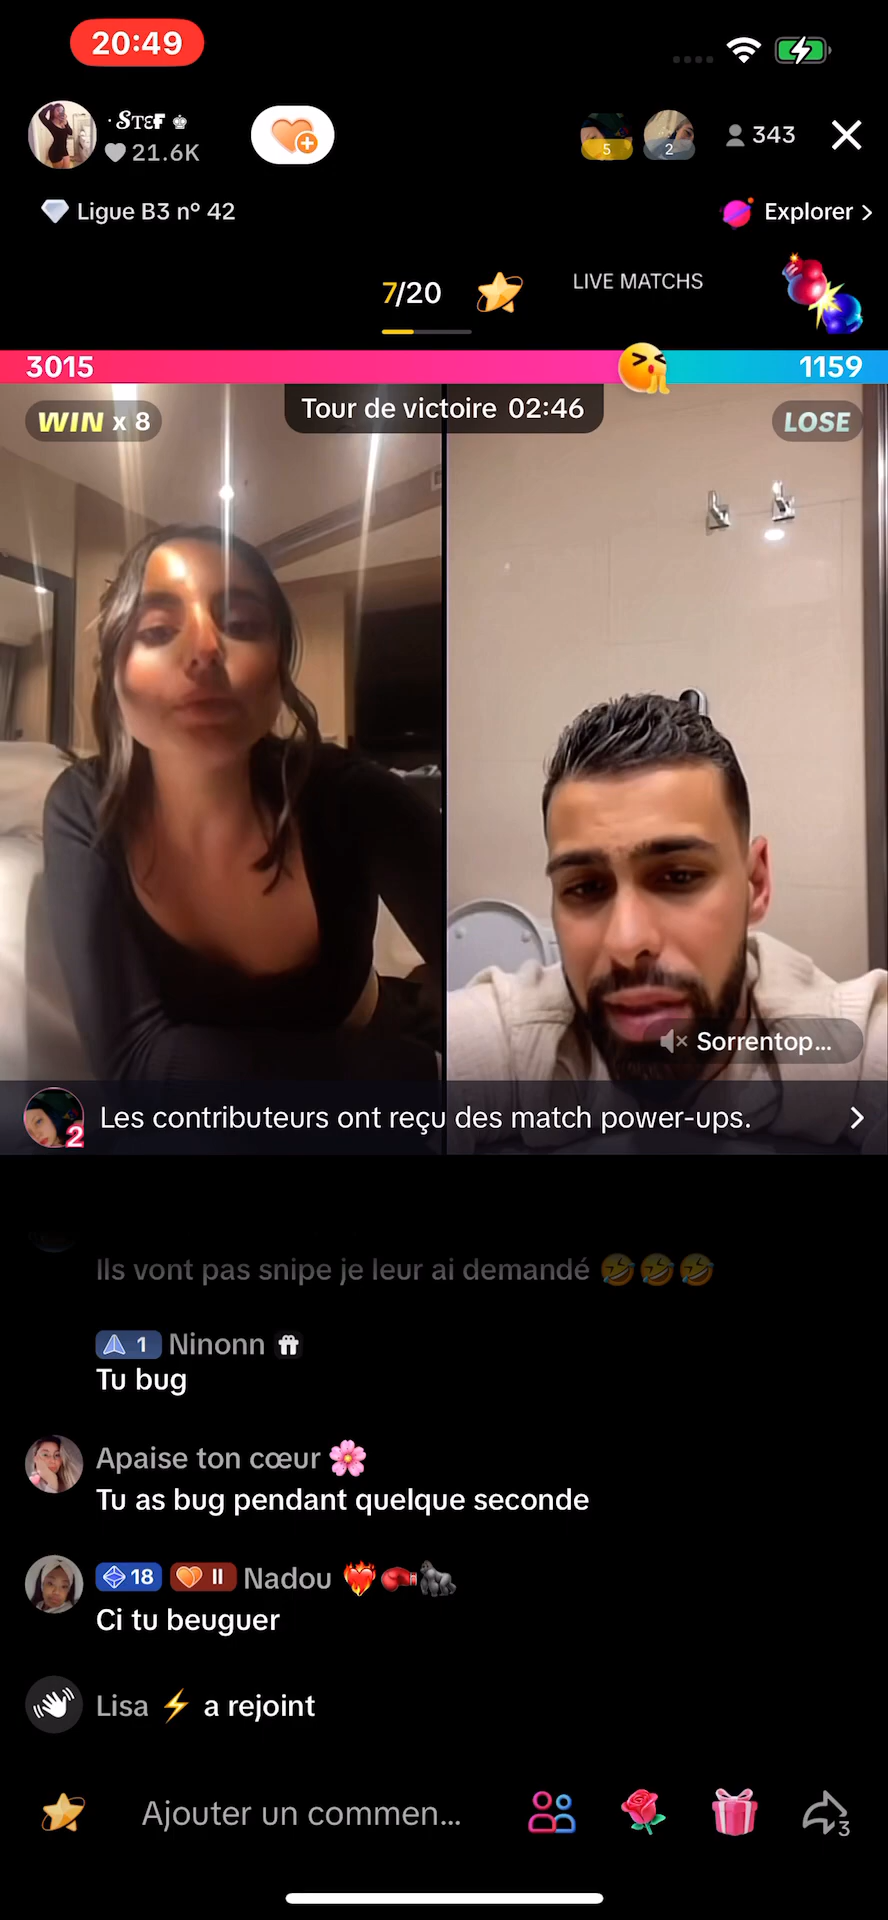 20:49
· STEF ♚
21.6K
5
2
343
Ligue B3 nº 42
Explorer >
7/20
LIVE MATCHS
3015
1159
WIN x 8
Tour de victoire 02:46
LOSE
Sorrentop...
2
Les contributeurs ont reçu des match power-ups.
Ils vont pas snipe je leur ai demandé 🤣🤣🤣
1 Ninonn
Tu bug
Apaise ton cœur 🌸
Tu as bug pendant quelque seconde
18 II Nadou ❤️‍🔥🥊🦍
Ci tu beuguer
Lisa ⚡ a rejoint
Ajouter un commen...
3